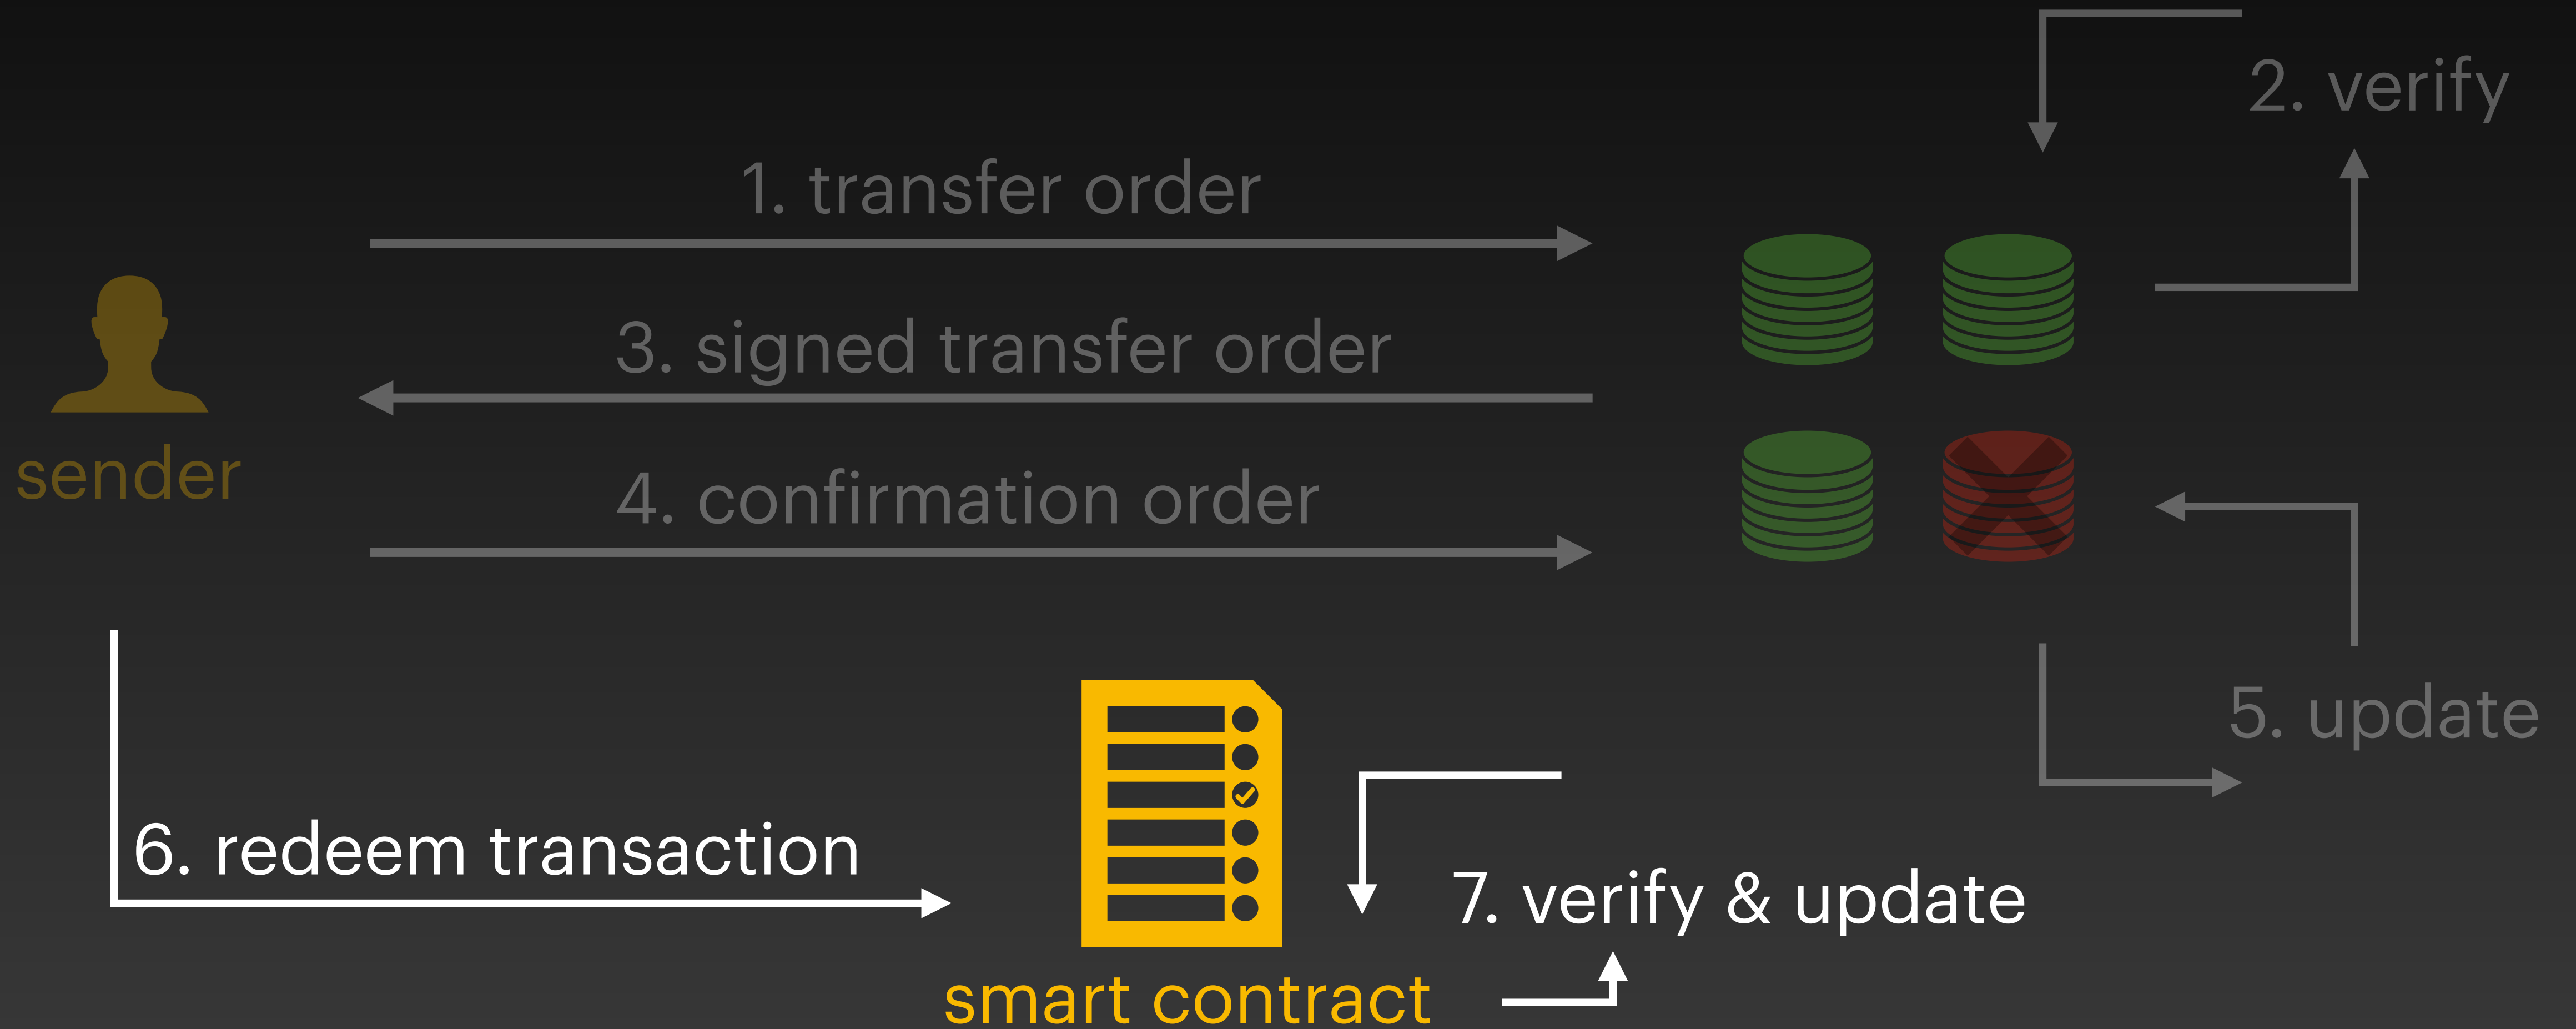 2. verify
1. transfer order
3. signed transfer order
sender
4. confirmation order
5. update
6. redeem transaction
7. verify & update
smart contract